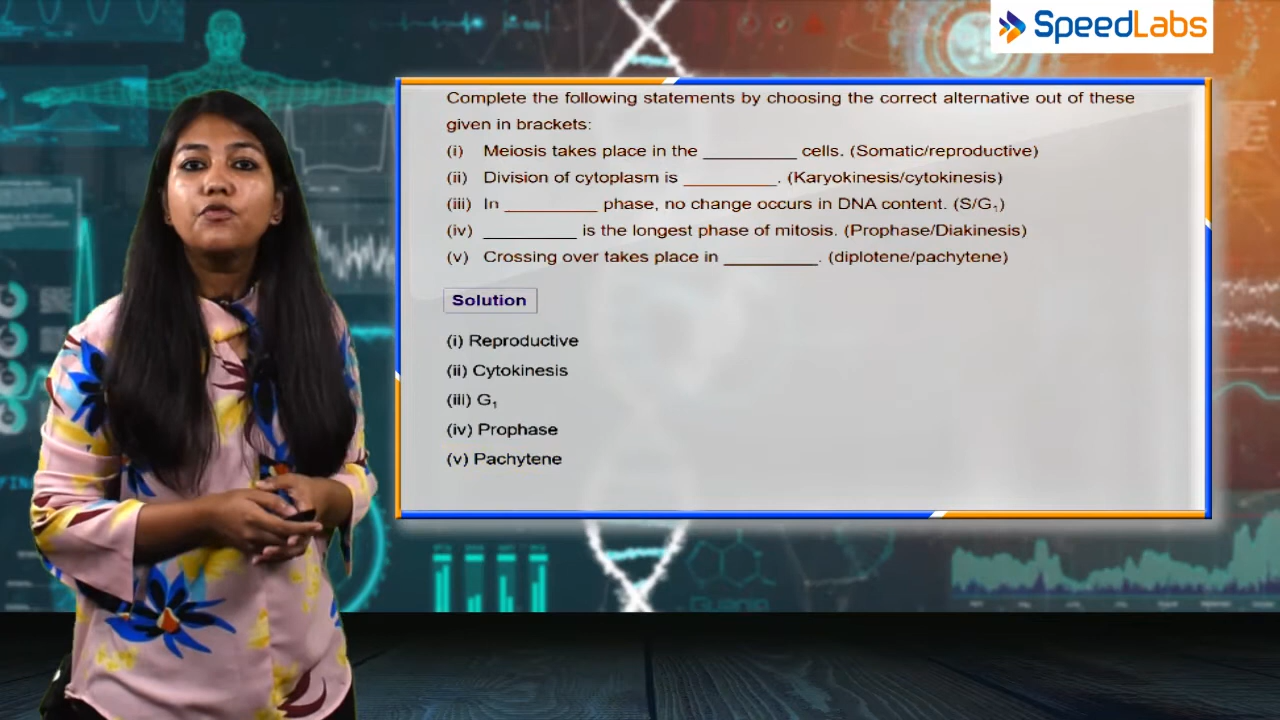 SpeedLabs
Complete the following statements by choosing the correct alternative out of these
given in brackets:
(i) Meiosis takes place in the __________ cells. (Somatic/reproductive)
(ii) Division of cytoplasm is __________. (Karyokinesis/cytokinesis)
(iii) In __________ phase, no change occurs in DNA content. (S/G₁)
(iv) __________ is the longest phase of mitosis. (Prophase/Diakinesis)
(v) Crossing over takes place in __________. (diplotene/pachytene)
Solution
(i) Reproductive
(ii) Cytokinesis
(iii) G₁
(iv) Prophase
(v) Pachytene